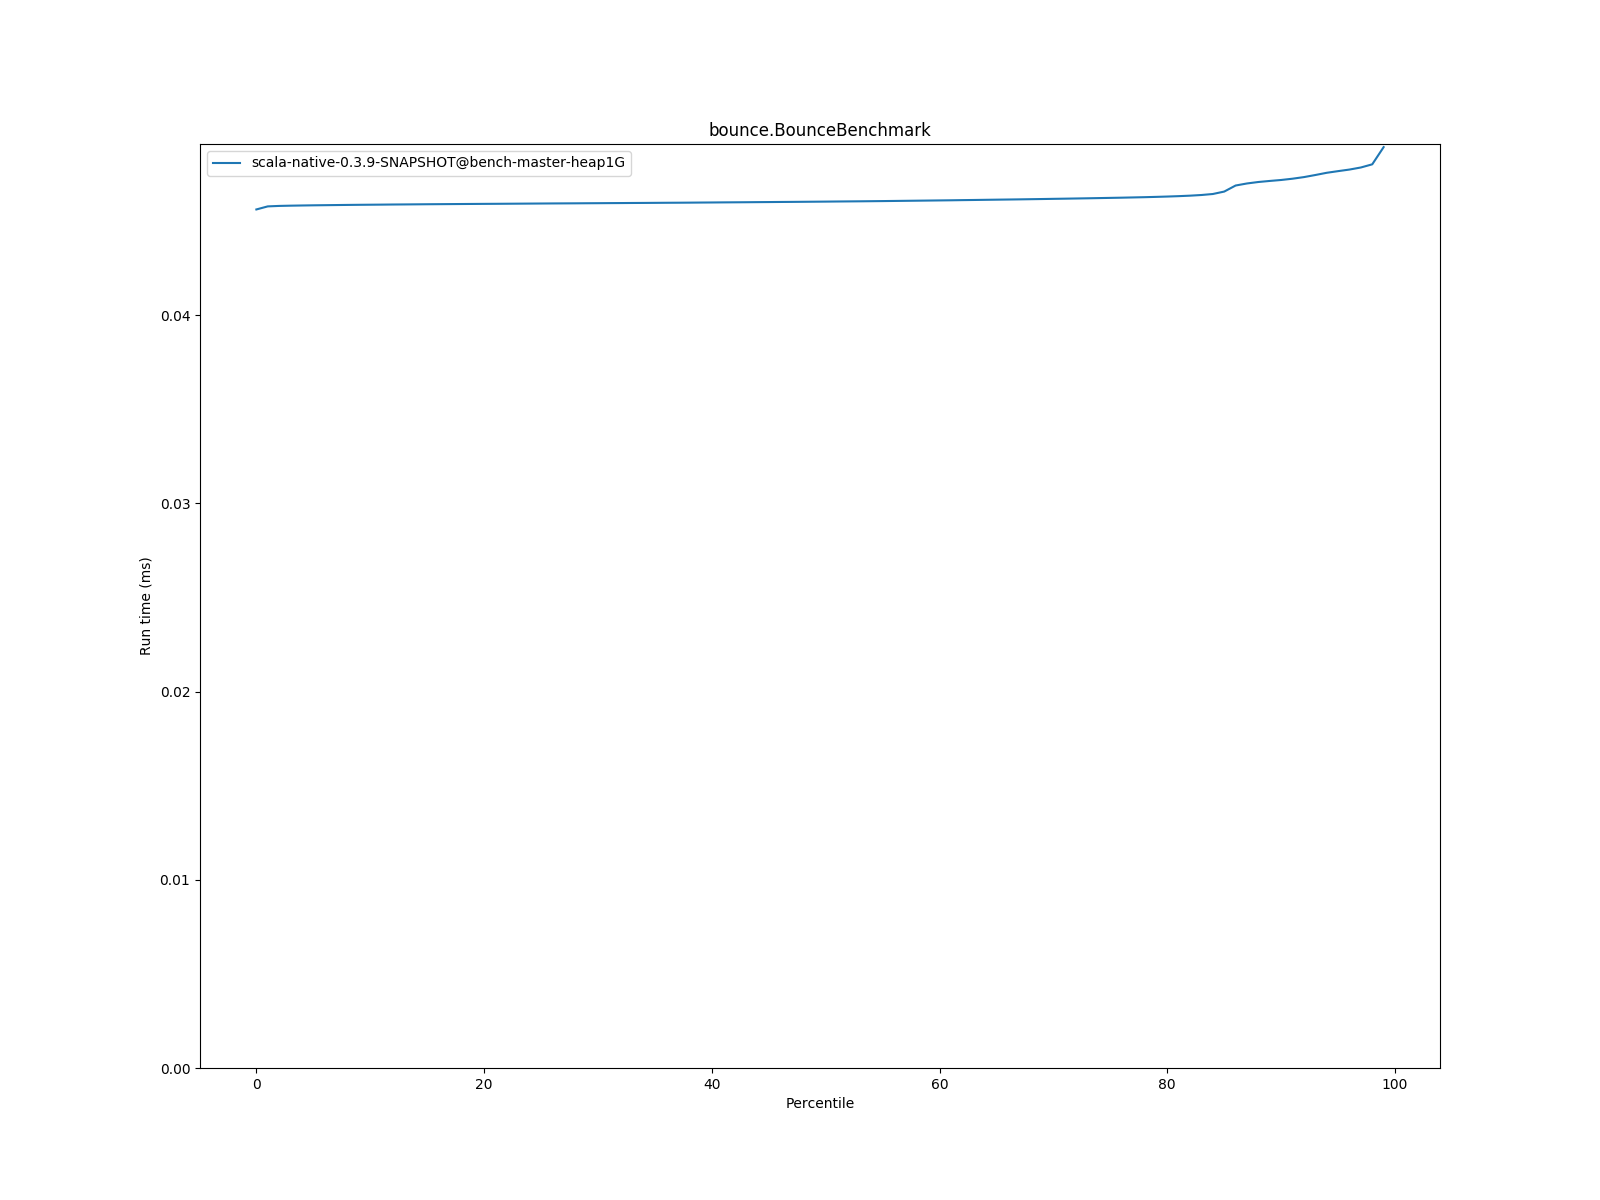 bounce.BounceBenchmark
scala-native-0.3.9-SNAPSHOT@bench-master-heap1G
0.04
0.03
Run time (ms)
0.02
0.01
0.00
0 20 40 60 80 100
Percentile